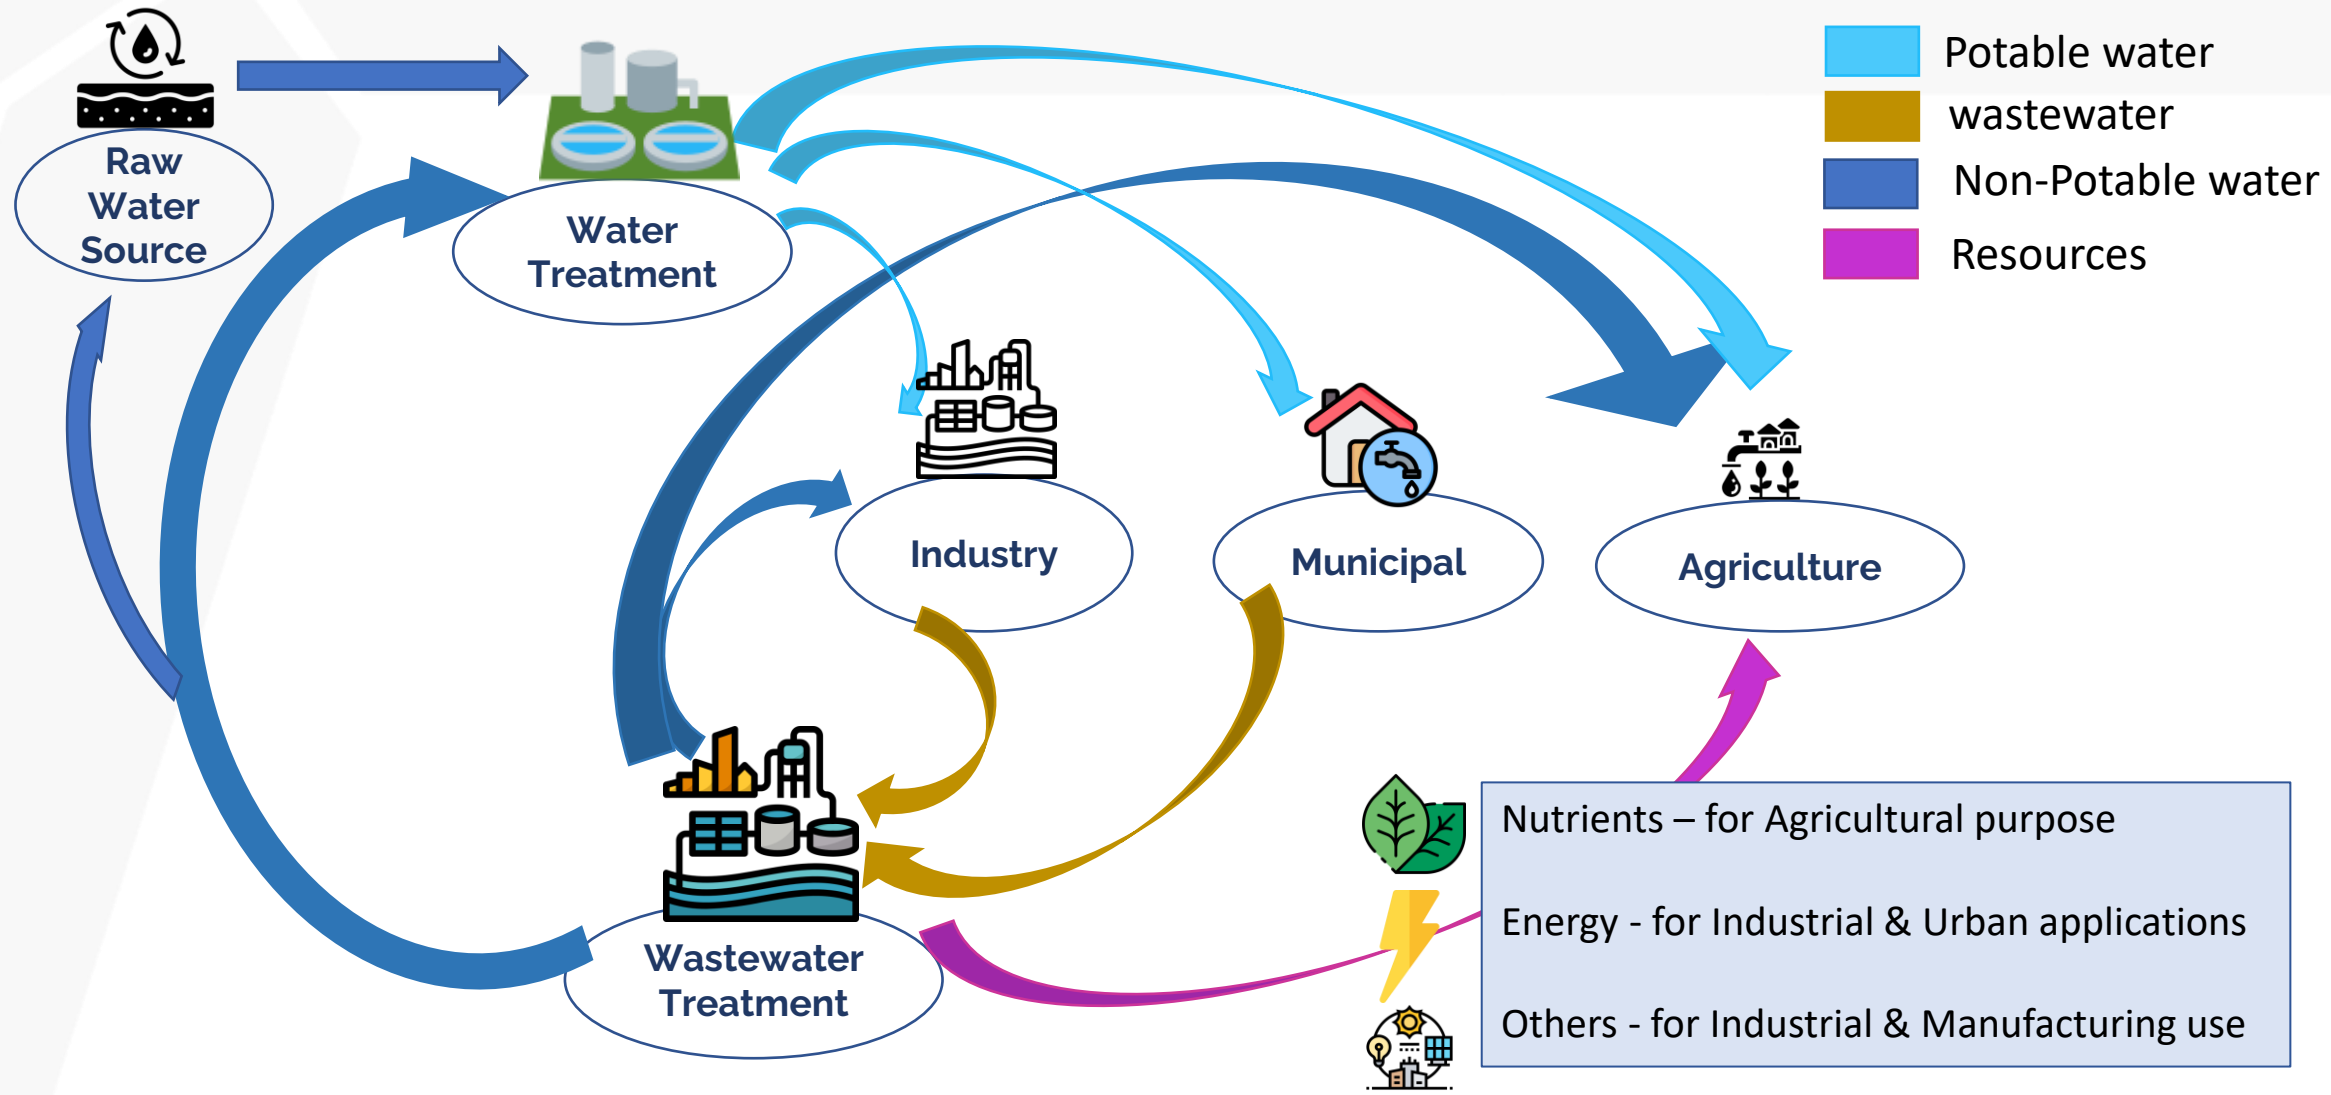 Raw
Water
Source
Water
Treatment
Potable water
wastewater
Non-Potable water
Resources
Industry
Municipal
Agriculture
Wastewater
Treatment
Nutrients – for Agricultural purpose
Energy - for Industrial & Urban applications
Others - for Industrial & Manufacturing use